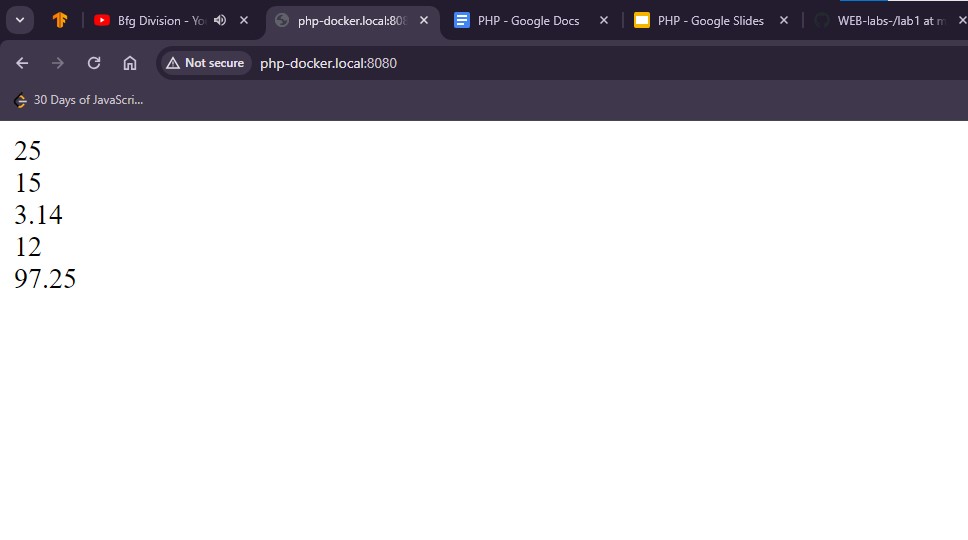 Bfg Division - Yo
php-docker.local:808
PHP - Google Docs
PHP - Google Slides
WEB-labs-/lab1 at m
Not secure
php-docker.local:8080
30 Days of JavaScri...
25
15
3.14
12
97.25